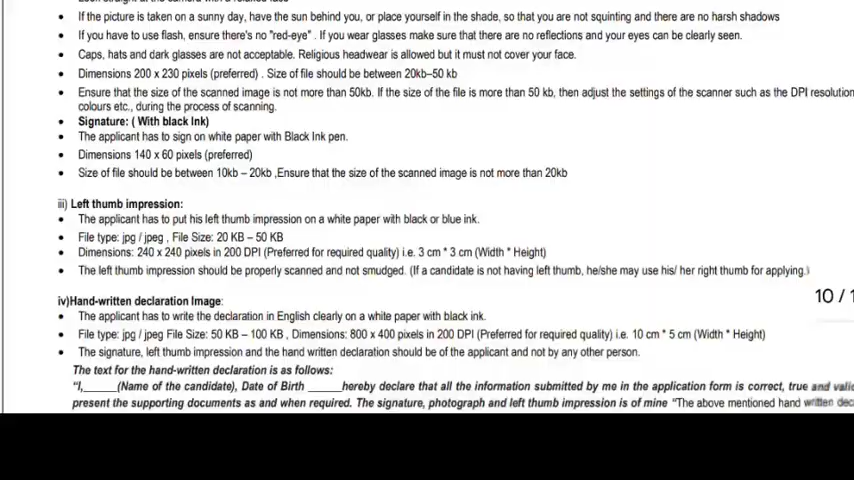 • If the picture is taken on a sunny day, have the sun behind you, or place yourself in the shade, so that you are not squinting and there are no harsh shadows
• If you have to use flash, ensure there's no "red-eye" . If you wear glasses make sure that there are no reflections and your eyes can be clearly seen.
• Caps, hats and dark glasses are not acceptable. Religious headwear is allowed but it must not cover your face.
• Dimensions 200 x 230 pixels (preferred) . Size of file should be between 20kb–50 kb
• Ensure that the size of the scanned image is not more than 50kb. If the size of the file is more than 50 kb, then adjust the settings of the scanner such as the DPI resolution
colours etc., during the process of scanning.
• Signature: ( With black Ink)
• The applicant has to sign on white paper with Black Ink pen.
• Dimensions 140 x 60 pixels (preferred)
• Size of file should be between 10kb – 20kb ,Ensure that the size of the scanned image is not more than 20kb
iii) Left thumb impression:
• The applicant has to put his left thumb impression on a white paper with black or blue ink.
• File type: jpg / jpeg , File Size: 20 KB – 50 KB
• Dimensions: 240 x 240 pixels in 200 DPI (Preferred for required quality) i.e. 3 cm * 3 cm (Width * Height)
• The left thumb impression should be properly scanned and not smudged. (If a candidate is not having left thumb, he/she may use his/ her right thumb for applying.)
10 / 1
iv)Hand-written declaration Image:
• The applicant has to write the declaration in English clearly on a white paper with black ink.
• File type: jpg / jpeg File Size: 50 KB – 100 KB , Dimensions: 800 x 400 pixels in 200 DPI (Preferred for required quality) i.e. 10 cm * 5 cm (Width * Height)
• The signature, left thumb impression and the hand written declaration should be of the applicant and not by any other person.
The text for the hand-written declaration is as follows:
"I,______(Name of the candidate), Date of Birth ______hereby declare that all the information submitted by me in the application form is correct, true and valid
present the supporting documents as and when required. The signature, photograph and left thumb impression is of mine "The above mentioned hand written dec